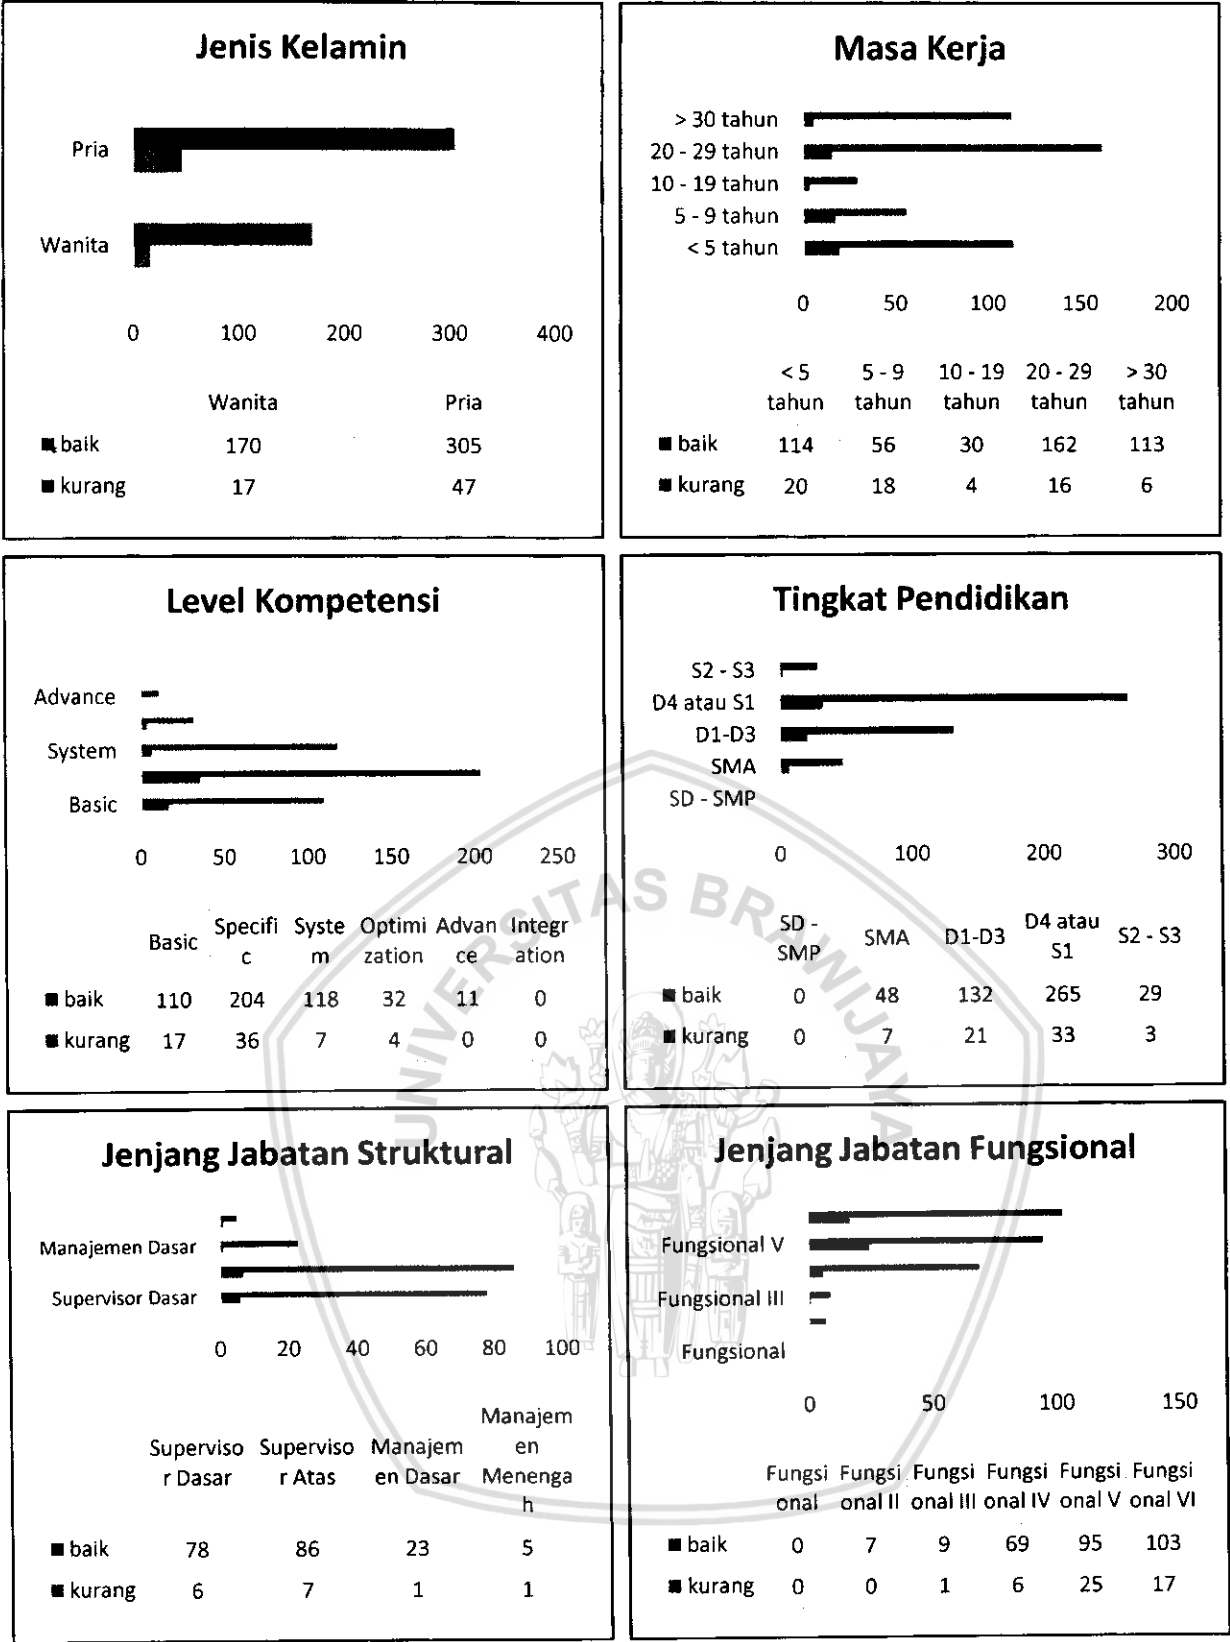 Jenis Kelamin
Pria
Wanita
0 100 200 300 400
Wanita Pria
baik 170 305
kurang 17 47
Masa Kerja
> 30 tahun
20 - 29 tahun
10 - 19 tahun
5 - 9 tahun
< 5 tahun
0 50 100 150 200
< 5 5 - 9 10 - 19 20 - 29 > 30
tahun tahun tahun tahun tahun
baik 114 56 30 162 113
kurang 20 18 4 16 6
Level Kompetensi
Advance
System
Basic
0 50 100 150 200 250
Basic Specifi Syste Optimi Advan Integr
c m zation ce ation
baik 110 204 118 32 11 0
kurang 17 36 7 4 0 0
Tingkat Pendidikan
S2 - S3
D4 atau S1
D1-D3
SMA
SD - SMP
0 100 200 300
SD - SMA D1-D3 D4 atau S2 - S3
SMP S1
baik 0 48 132 265 29
kurang 0 7 21 33 3
Jenjang Jabatan Struktural
Manajemen Dasar
Supervisor Dasar
0 20 40 60 80 100
Manajem
en
Superviso Superviso Manajem Menenga
r Dasar r Atas en Dasar h
baik 78 86 23 5
kurang 6 7 1 1
Jenjang Jabatan Fungsional
Fungsional V
Fungsional III
Fungsional
0 50 100 150
Fungsi Fungsi Fungsi Fungsi Fungsi Fungsi
onal onal II onal III onal IV onal V onal VI
baik 0 7 9 69 95 103
kurang 0 0 1 6 25 17
UNIVERSITAS BRAWIJAYA